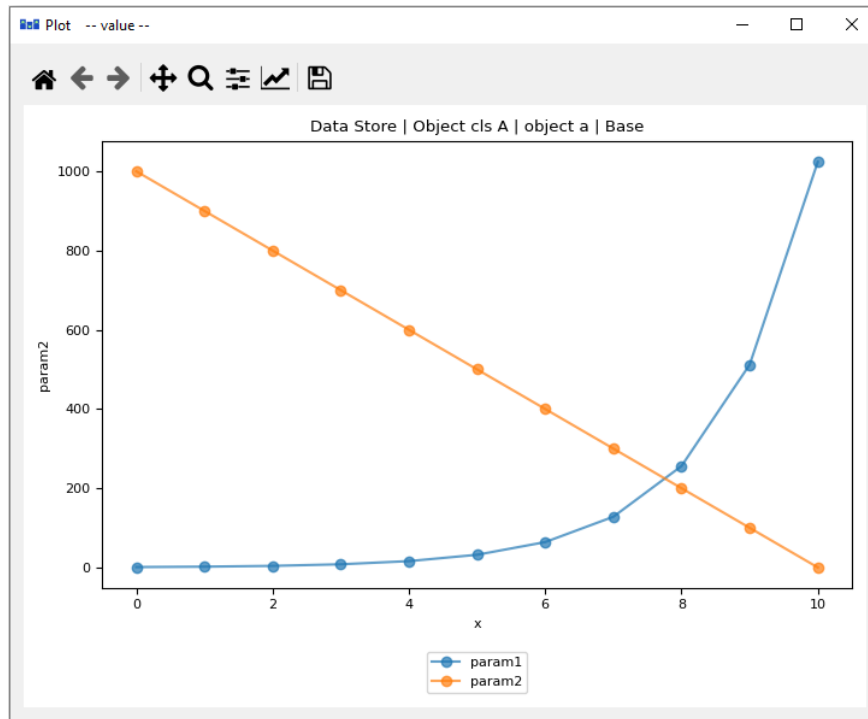 Plot -- value --
Data Store | Object cls A | object a | Base
1000
800
600
400
200
0
param2
0 2 4 6 8 10
x
param1
param2